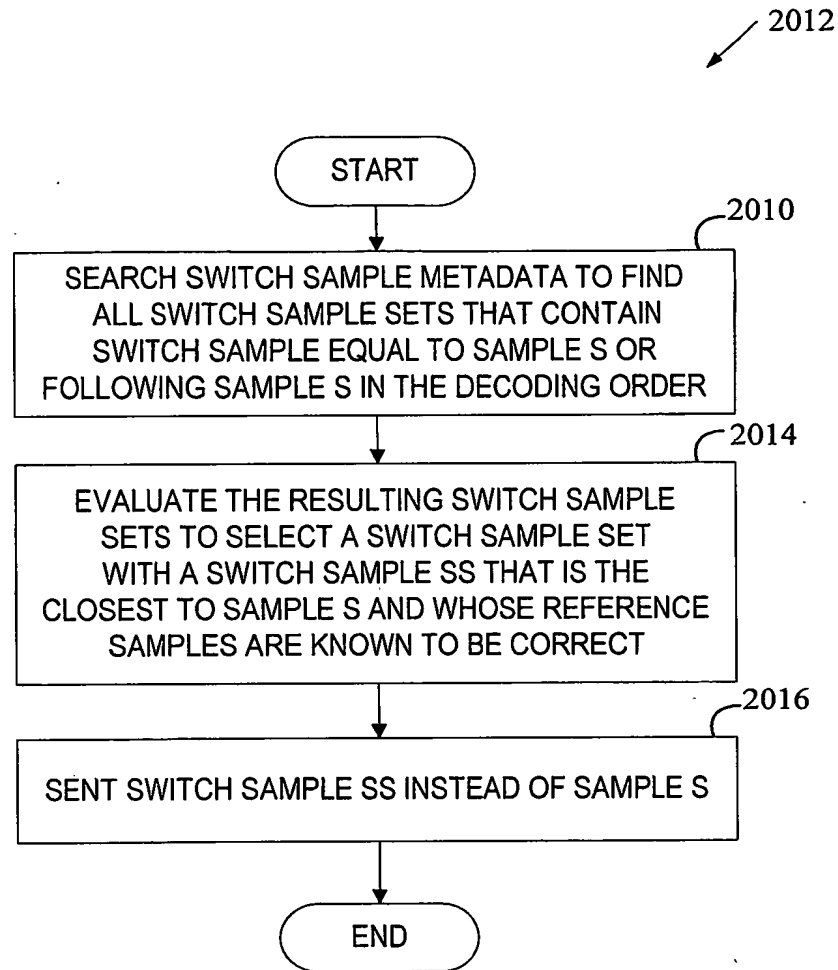 2012
START
2010
SEARCH SWITCH SAMPLE METADATA TO FIND
ALL SWITCH SAMPLE SETS THAT CONTAIN
SWITCH SAMPLE EQUAL TO SAMPLE S OR
FOLLOWING SAMPLE S IN THE DECODING ORDER
2014
EVALUATE THE RESULTING SWITCH SAMPLE
SETS TO SELECT A SWITCH SAMPLE SET
WITH A SWITCH SAMPLE SS THAT IS THE
CLOSEST TO SAMPLE S AND WHOSE REFERENCE
SAMPLES ARE KNOWN TO BE CORRECT
2016
SENT SWITCH SAMPLE SS INSTEAD OF SAMPLE S
END